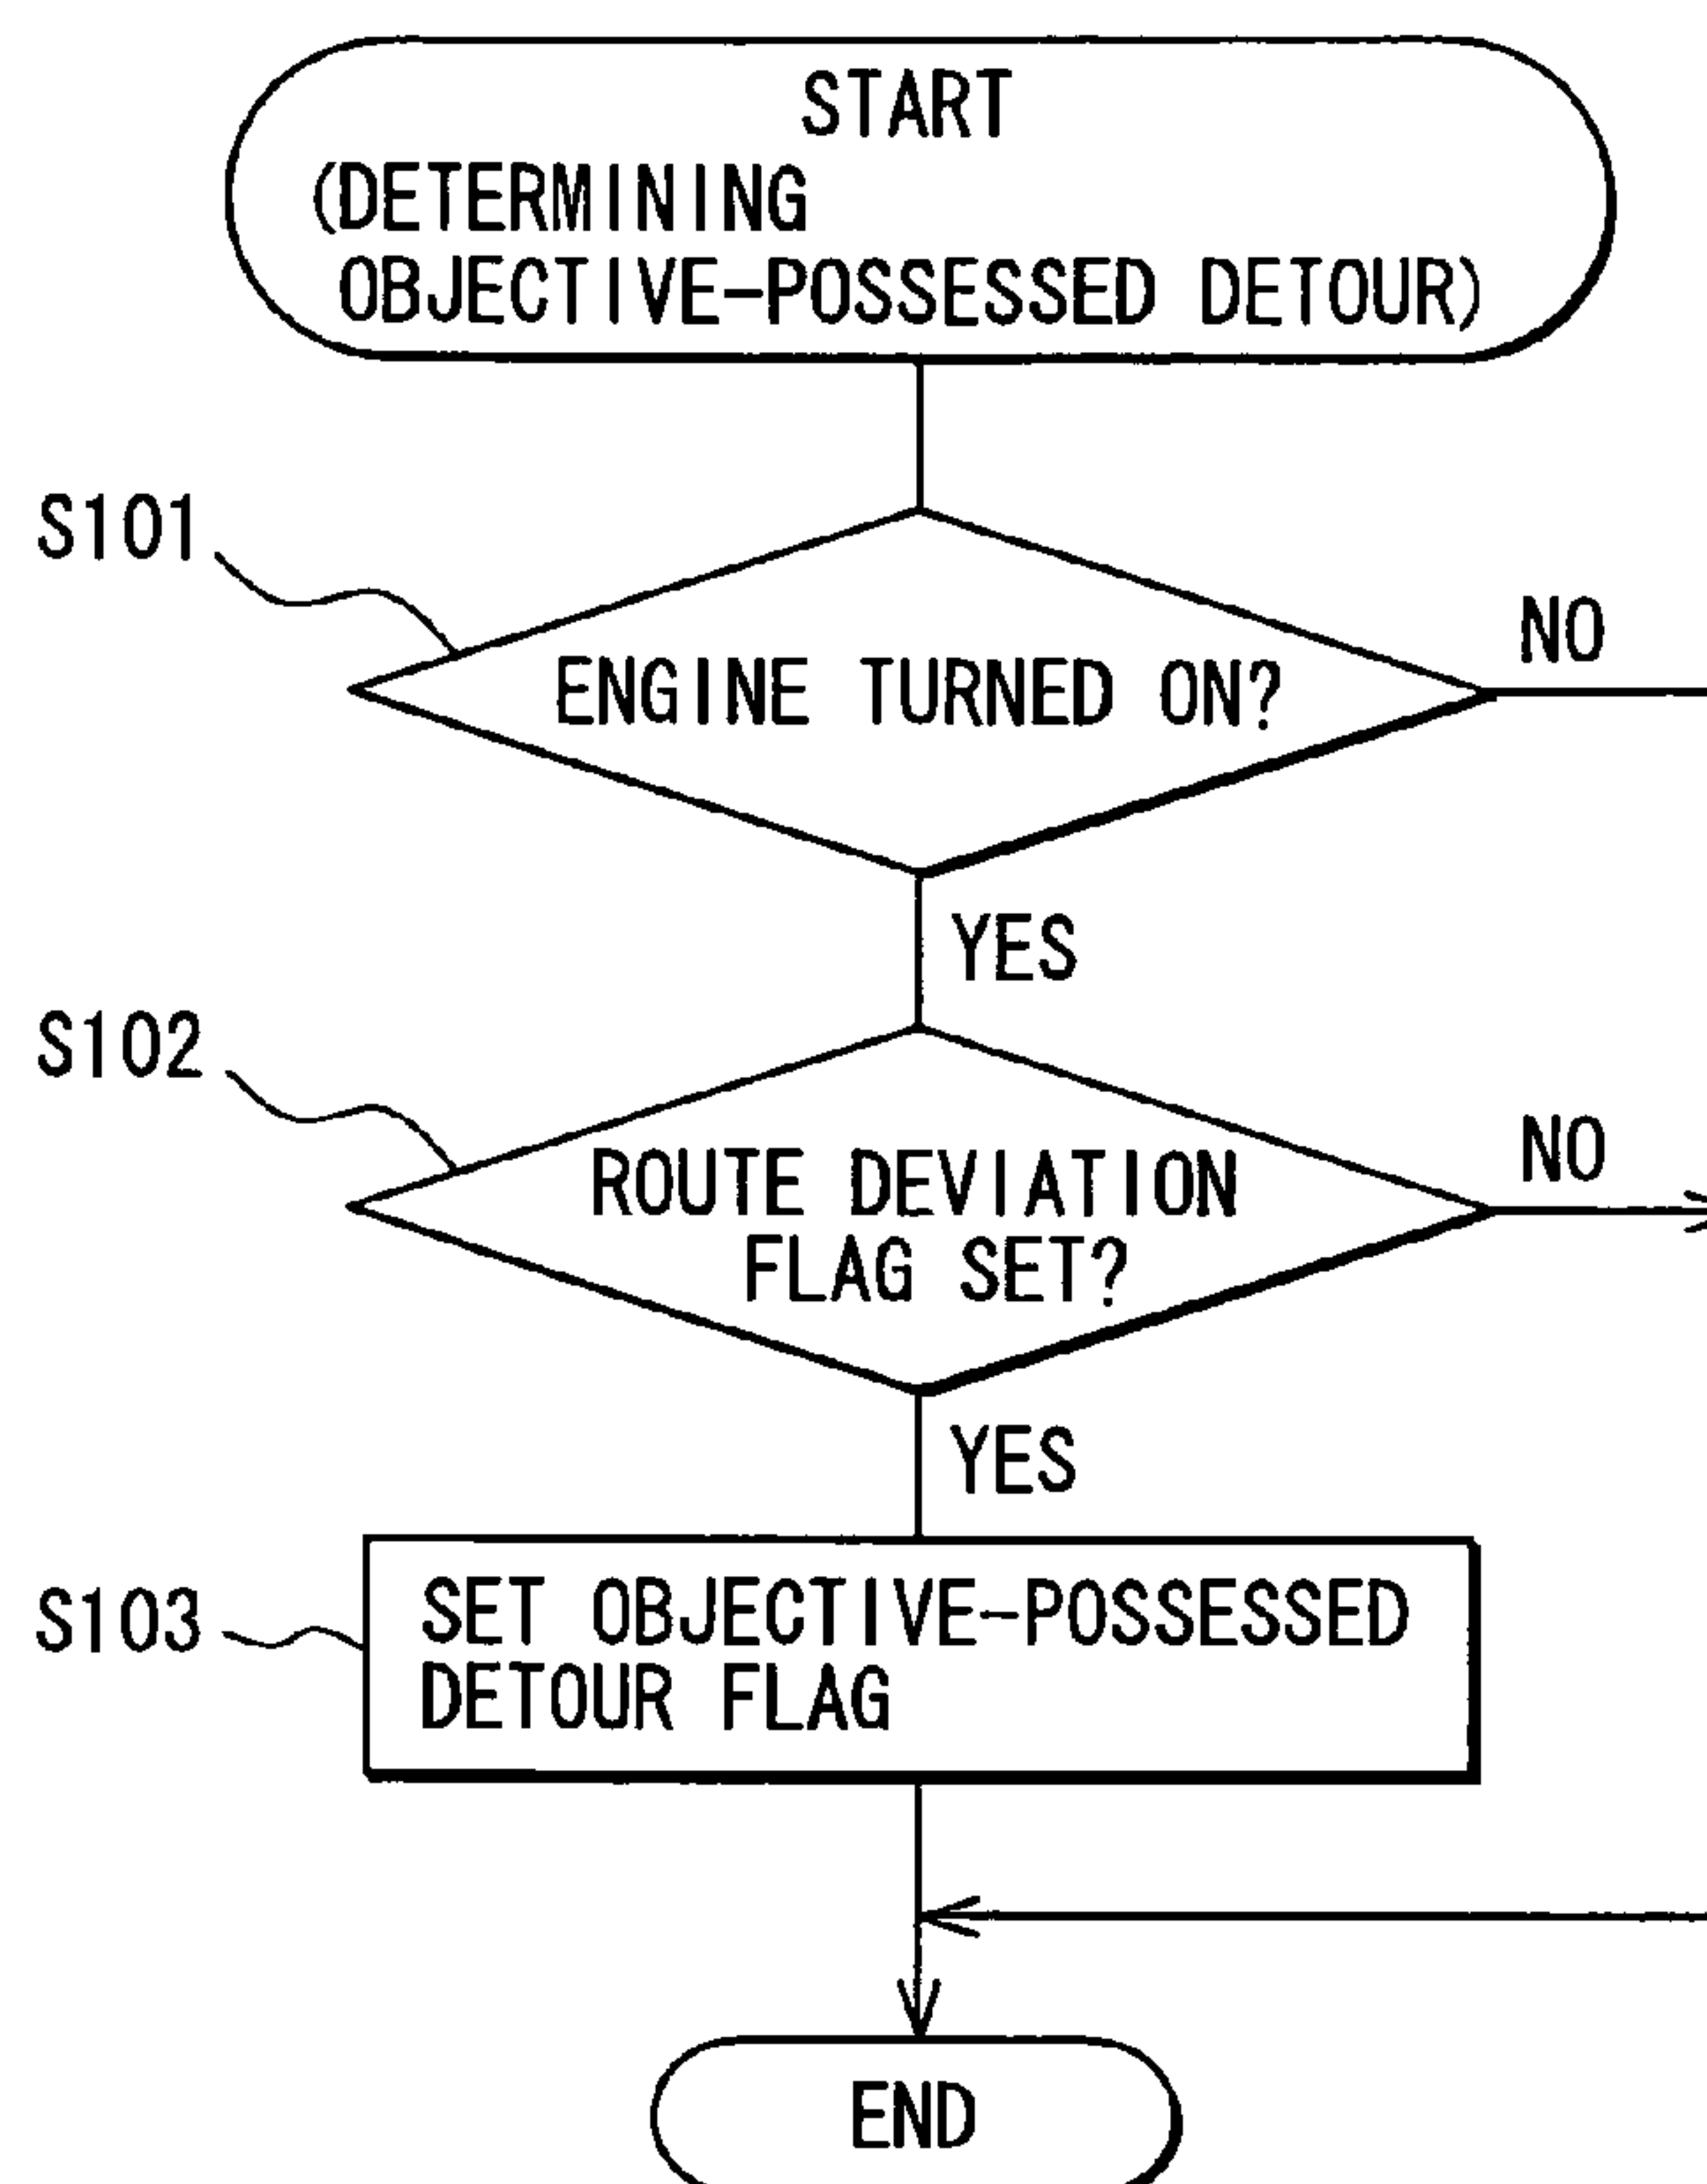 START
(DETERMINING
OBJECTIVE-POSSESSED DETOUR)
S101
ENGINE TURNED ON?
NO
YES
S102
ROUTE DEVIATION
FLAG SET?
NO
YES
S103
SET OBJECTIVE-POSSESSED
DETOUR FLAG
END